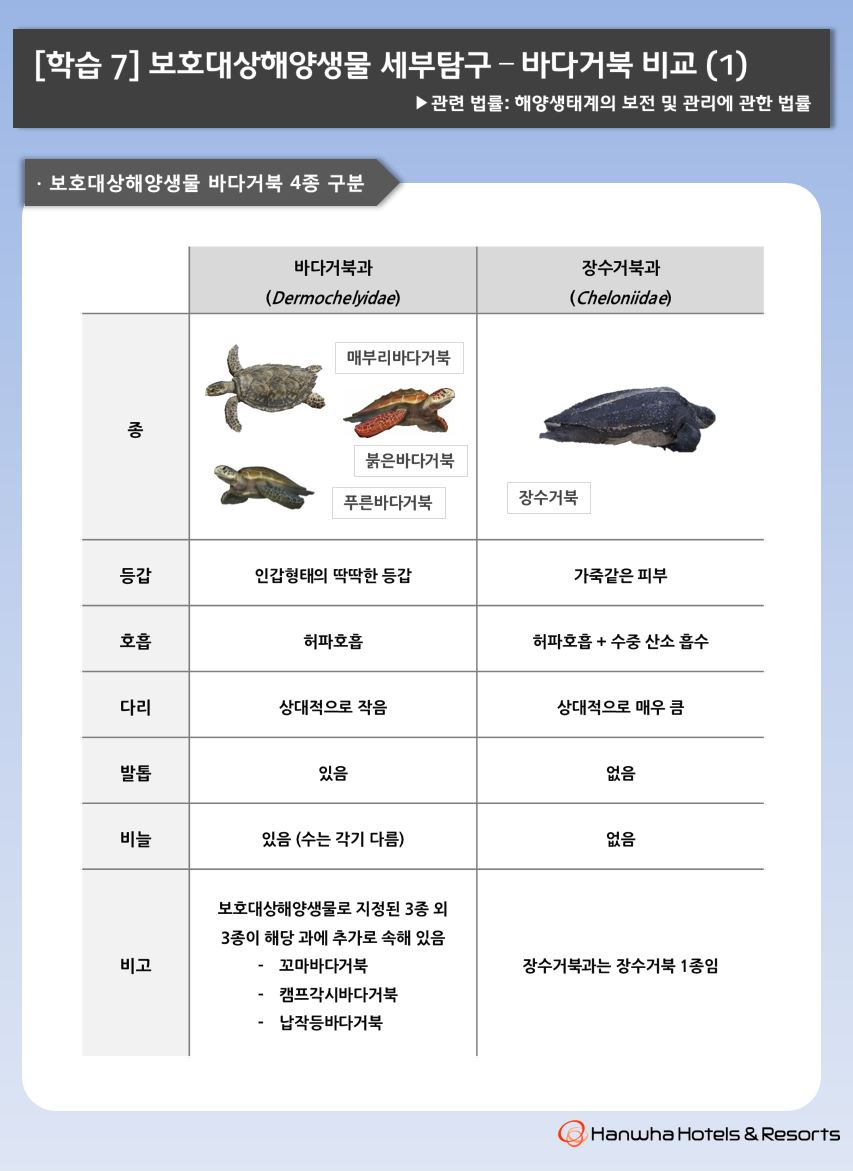 [학습 7] 보호대상해양생물 세부탐구 – 바다거북 비교 (1)
▶관련 법률: 해양생태계의 보전 및 관리에 관한 법률
· 보호대상해양생물 바다거북 4종 구분
바다거북과
(Dermochelyidae)
장수거북과
(Cheloniidae)
종
매부리바다거북
붉은바다거북
푸른바다거북
장수거북
등갑
인갑형태의 딱딱한 등갑
가죽같은 피부
호흡
허파호흡
허파호흡 + 수중 산소 흡수
다리
상대적으로 작음
상대적으로 매우 큼
발톱
있음
없음
비늘
있음 (수는 각기 다름)
없음
비고
보호대상해양생물로 지정된 3종 외
3종이 해당 과에 추가로 속해 있음
- 꼬마바다거북
- 캠프각시바다거북
- 납작등바다거북
장수거북과는 장수거북 1종임
Hanwha Hotels & Resorts